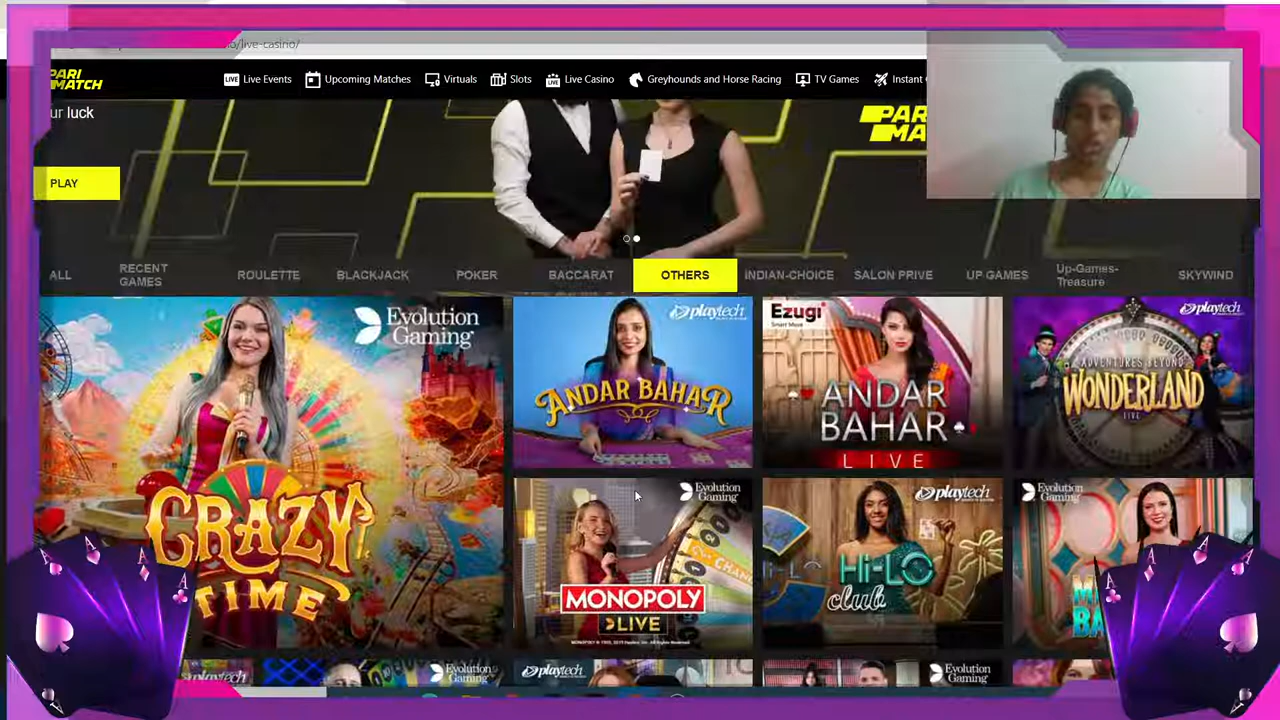 /live-casino/
PARI
MATCH
Live Events
Upcoming Matches
Virtuals
Slots
Live Casino
Greyhounds and Horse Racing
TV Games
Instant
ur luck
PLAY
ALL
RECENT
GAMES
ROULETTE
BLACKJACK
POKER
BACCARAT
OTHERS
INDIAN-CHOICE
SALON PRIVE
UP GAMES
Up-Games-
Treasure
SKYWIND
Evolution
Gaming
CRAZY
TIME
playtech
ANDAR BAHAR
Ezugi
ANDAR
BAHAR
LIVE
playtech
ADVENTURES BEYOND
WONDERLAND
LIVE
Evolution
Gaming
MONOPOLY
LIVE
playtech
Hi-LO
club
Evolution
Gaming
playtech
Evolution
Gaming
playtech
Evolution
Gaming